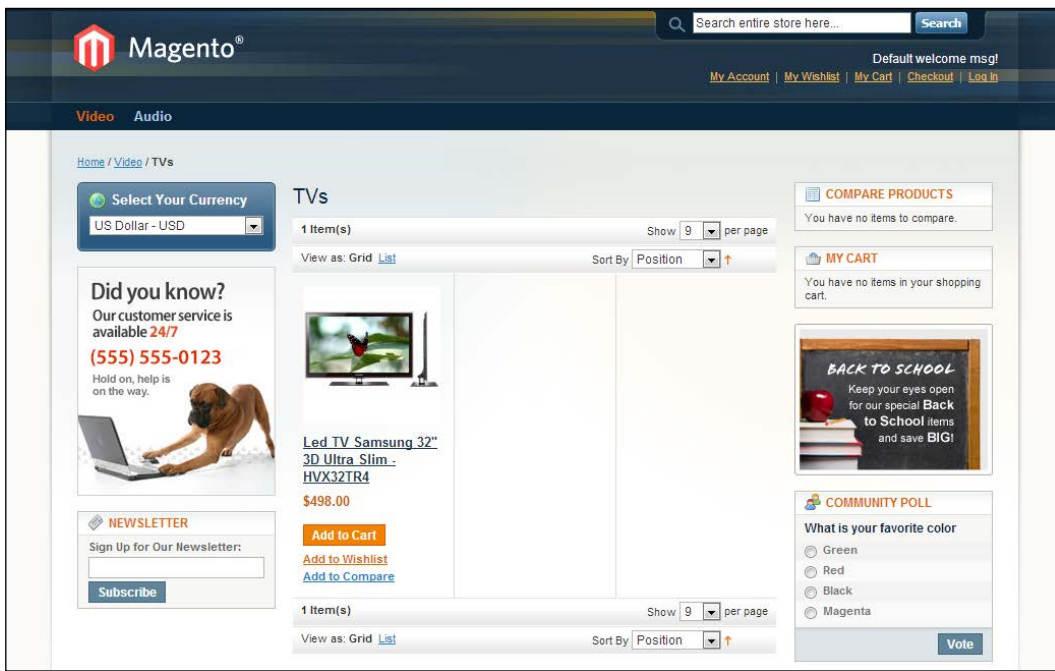 Magento®
Search entire store here...
Search
Default welcome msg!
My Account | My Wishlist | My Cart | Checkout | Log In
Video Audio
Home / Video / TVs
Select Your Currency
US Dollar - USD
Did you know?
Our customer service is
available 24/7
(555) 555-0123
Hold on, help is
on the way.
NEWSLETTER
Sign Up for Our Newsletter:
Subscribe
TVs
1 Item(s)
Show 9 per page
View as: Grid List
Sort By Position
Led TV Samsung 32"
3D Ultra Slim -
HVX32TR4
$498.00
Add to Cart
Add to Wishlist
Add to Compare
1 Item(s)
Show 9 per page
View as: Grid List
Sort By Position
COMPARE PRODUCTS
You have no items to compare.
MY CART
You have no items in your shopping
cart.
BACK TO SCHOOL
Keep your eyes open
for our special Back
to School items
and save BIG!
COMMUNITY POLL
What is your favorite color
Green
Red
Black
Magenta
Vote